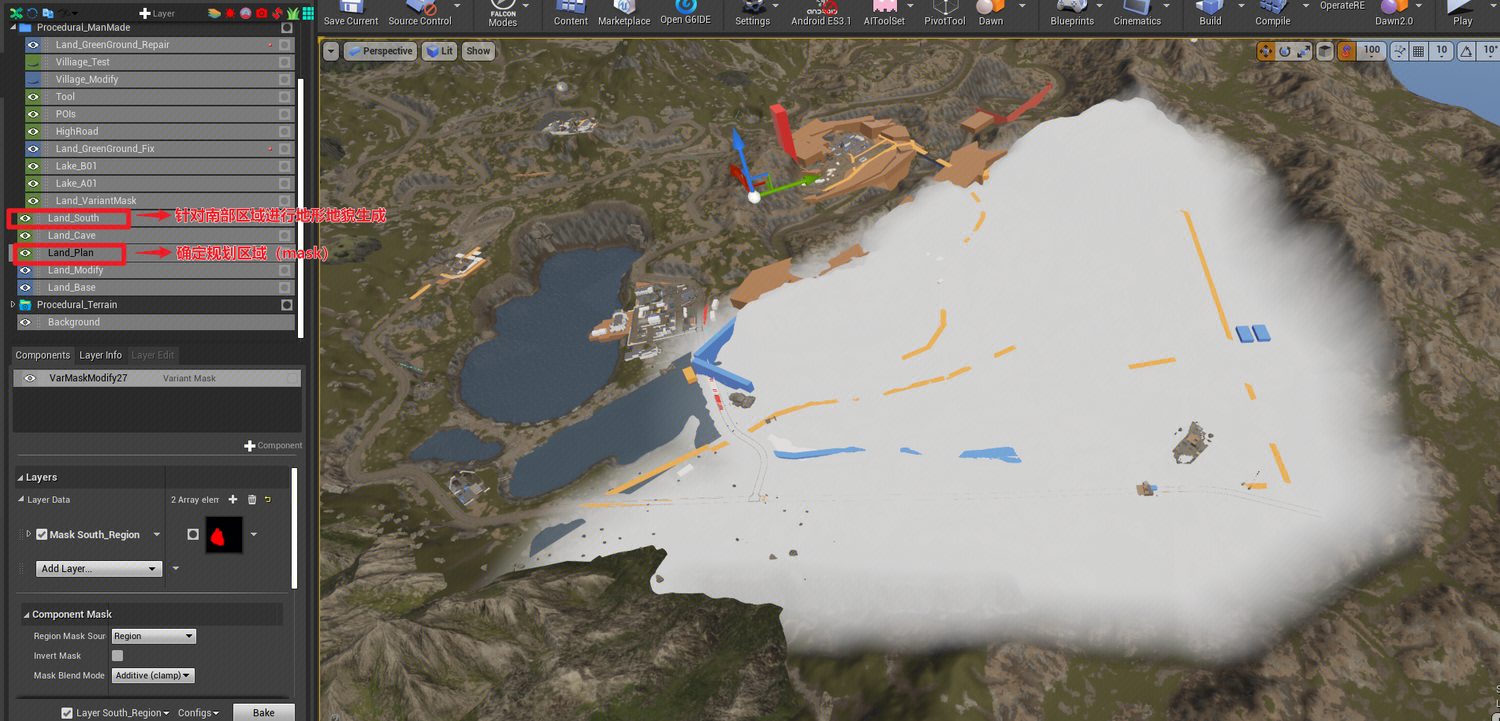 Layer
Save Current
Source Control
FALCON
Modes
Content
Marketplace
Open G6IDE
Settings
Android ES3.1
AIToolSet
PivotTool
Dawn
Blueprints
Cinematics
Build
Compile
OperateRE
Dawn2.0
Play
Procedural_ManMade
Land_GreenGround_Repair
Villiage_Test
Villiage_Modify
Tool
POIs
HighRoad
Land_GreenGround_Fix
Lake_B01
Lake_A01
Land_VariantMask
Land_South
针对南部区域进行地形地貌生成
Land_Cave
Land_Plan
确定规划区域（mask）
Land_Modify
Land_Base
Procedural_Terrain
Background
Perspective
Lit
Show
100
10
10°
Components
Layer Info
Layer Edit
VarMaskModify27
Variant Mask
Component
Layers
Layer Data
2 Array elem
Mask South_Region
Add Layer...
Component Mask
Region Mask Sour
Region
Invert Mask
Mask Blend Mode
Additive (clamp)
Layer South_Region
Configs
Bake